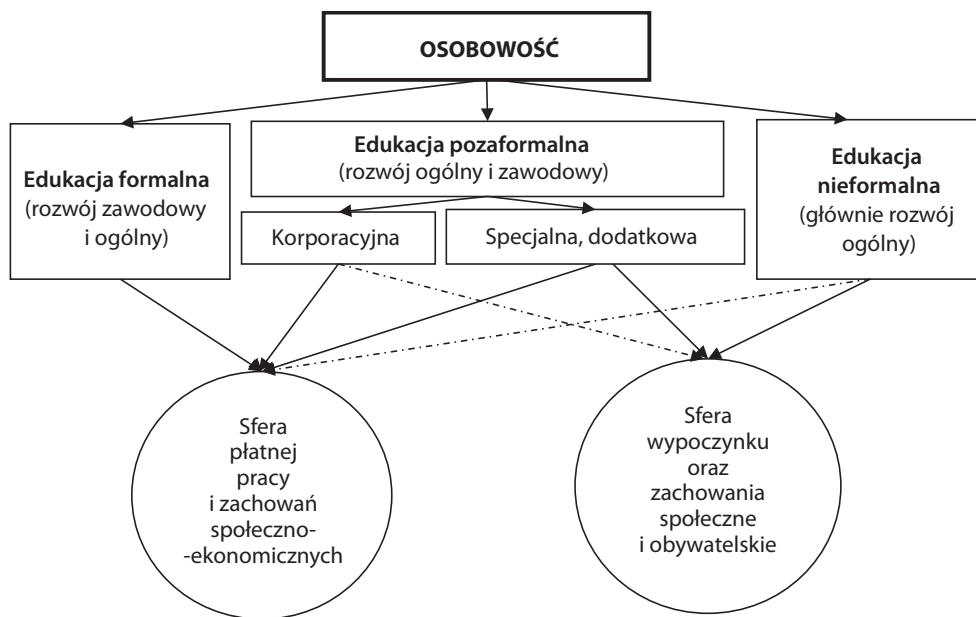 OSOBOWOŚĆ
Edukacja formalna
(rozwój zawodowy
i ogólny)
Edukacja pozaformalna
(rozwój ogólny i zawodowy)
Korporacyjna
Specjalna, dodatkowa
Edukacja
nieformalna
(głównie rozwój
ogólny)
Sfera
płatnej
pracy
i zachowań
społeczno-
-ekonomicznych
Sfera
wypoczynku
oraz
zachowania
społeczne
i obywatelskie